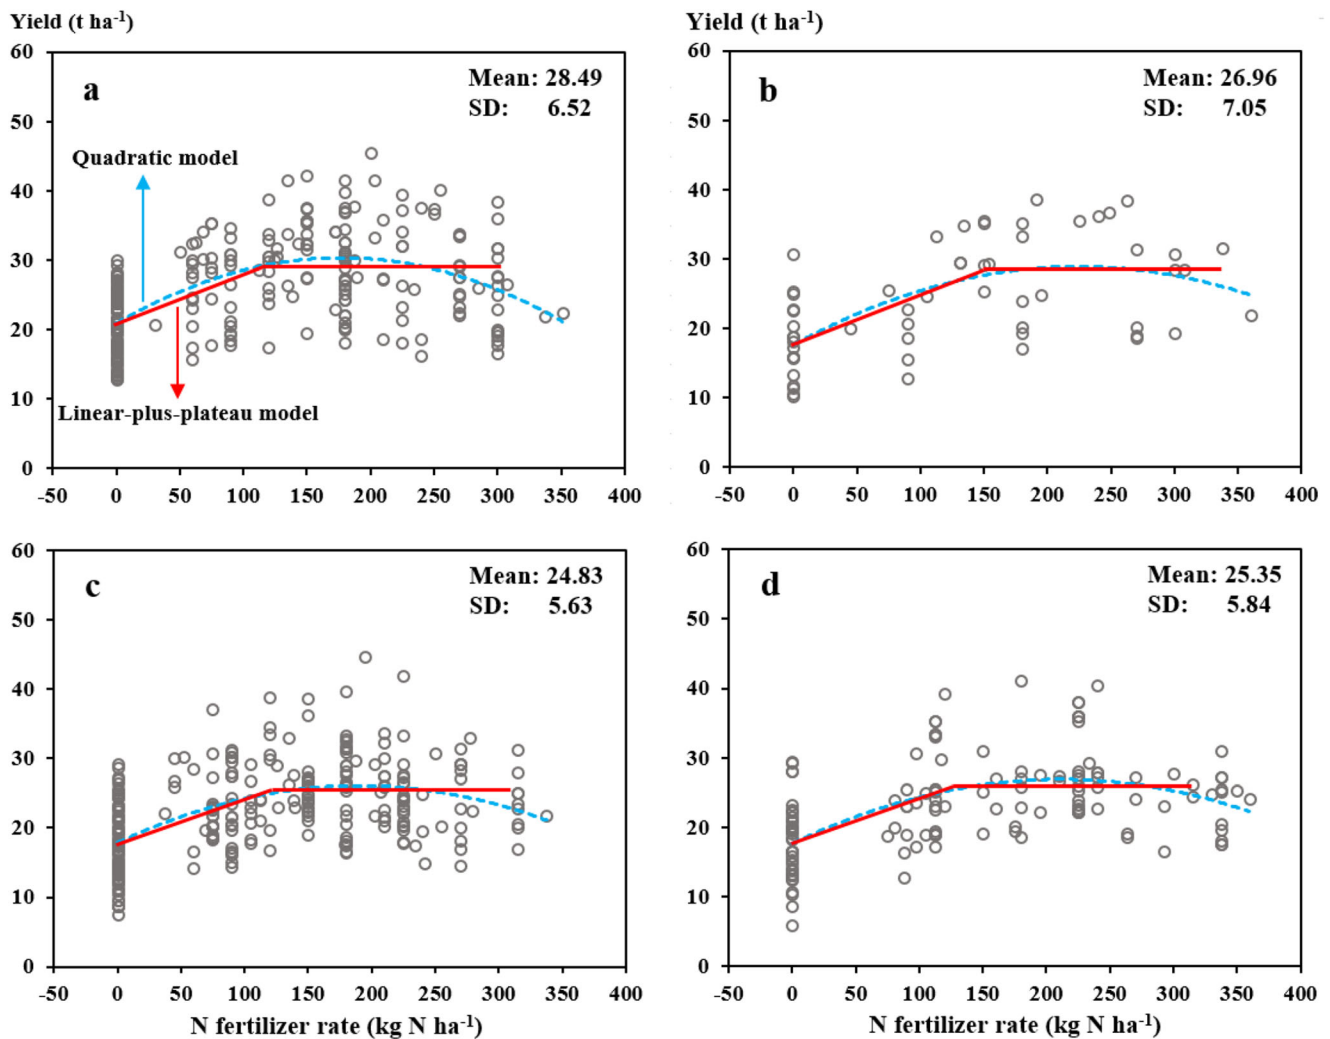 Yield (t ha-1)
60
50
40
30
20
10
0
-50 0 50 100 150 200 250 300 350 400
a
Mean: 28.49
SD: 6.52
Quadratic model
Linear-plus-plateau model
Yield (t ha-1)
60
50
40
30
20
10
0
-50 0 50 100 150 200 250 300 350 400
b
Mean: 26.96
SD: 7.05
60
50
40
30
20
10
0
-50 0 50 100 150 200 250 300 350 400
c
Mean: 24.83
SD: 5.63
N fertilizer rate (kg N ha-1)
60
50
40
30
20
10
0
-50 0 50 100 150 200 250 300 350 400
d
Mean: 25.35
SD: 5.84
N fertilizer rate (kg N ha-1)